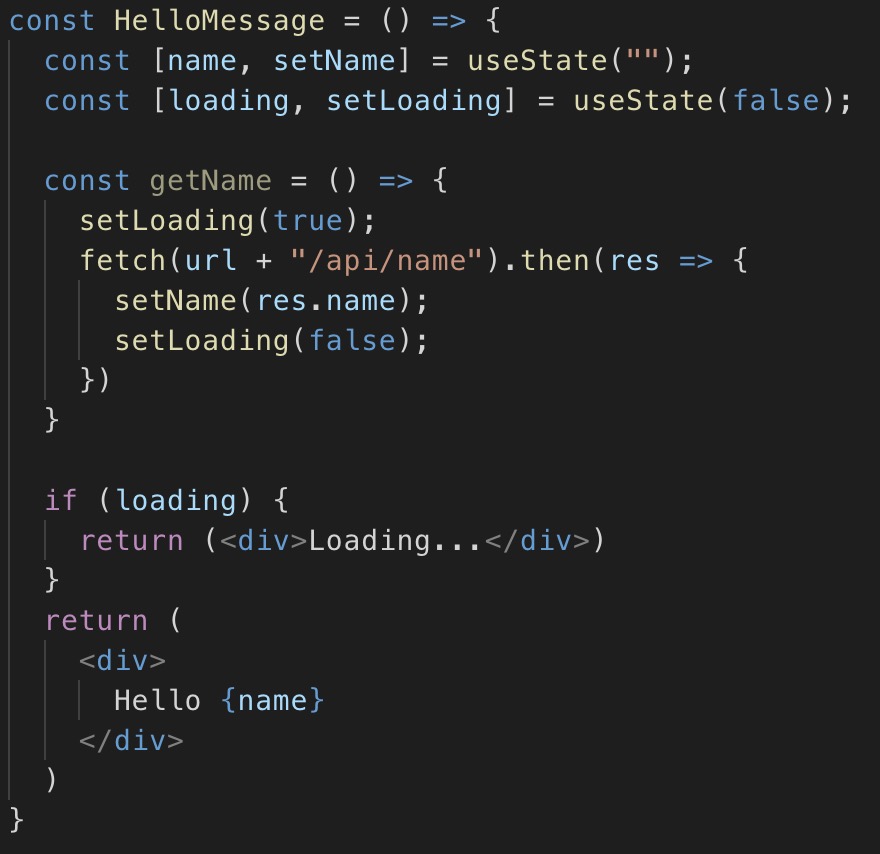 const HelloMessage = () => {
  const [name, setName] = useState("");
  const [loading, setLoading] = useState(false);

  const getName = () => {
    setLoading(true);
    fetch(url + "/api/name").then(res => {
      setName(res.name);
      setLoading(false);
    })
  }

  if (loading) {
    return (<div>Loading...</div>)
  }
  return (
    <div>
      Hello {name}
    </div>
  )
}